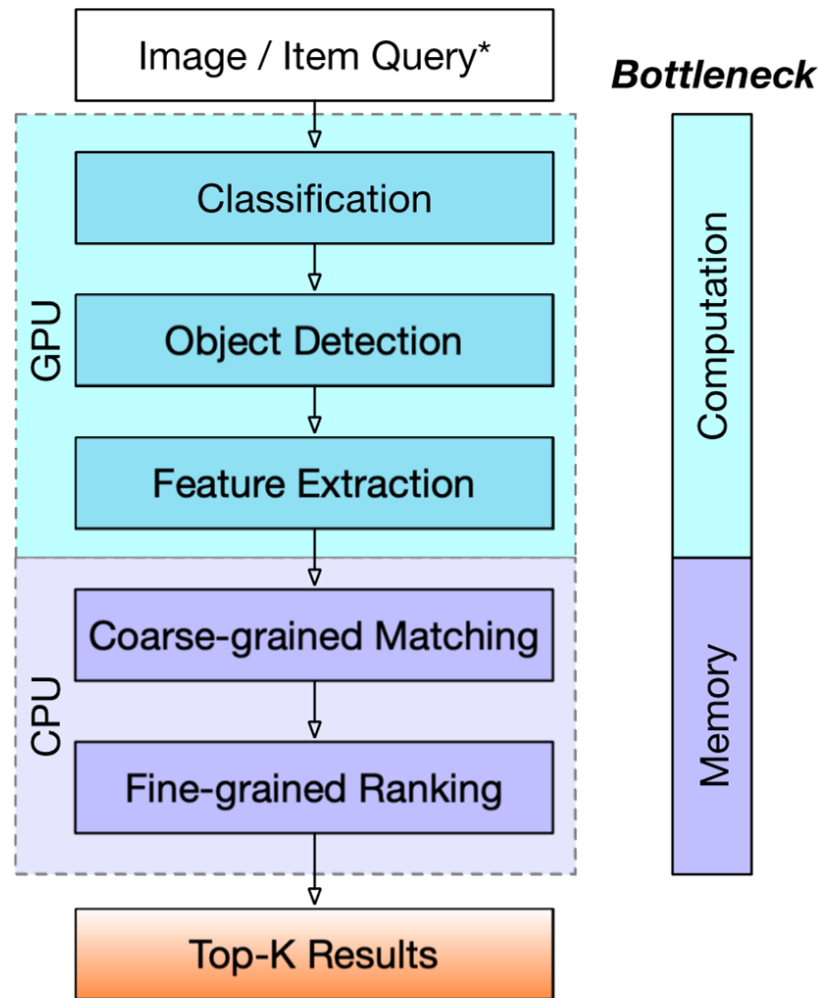 Image / Item Query*
Bottleneck
Classification
Object Detection
Feature Extraction
GPU
Computation
Coarse-grained Matching
Fine-grained Ranking
CPU
Memory
Top-K Results